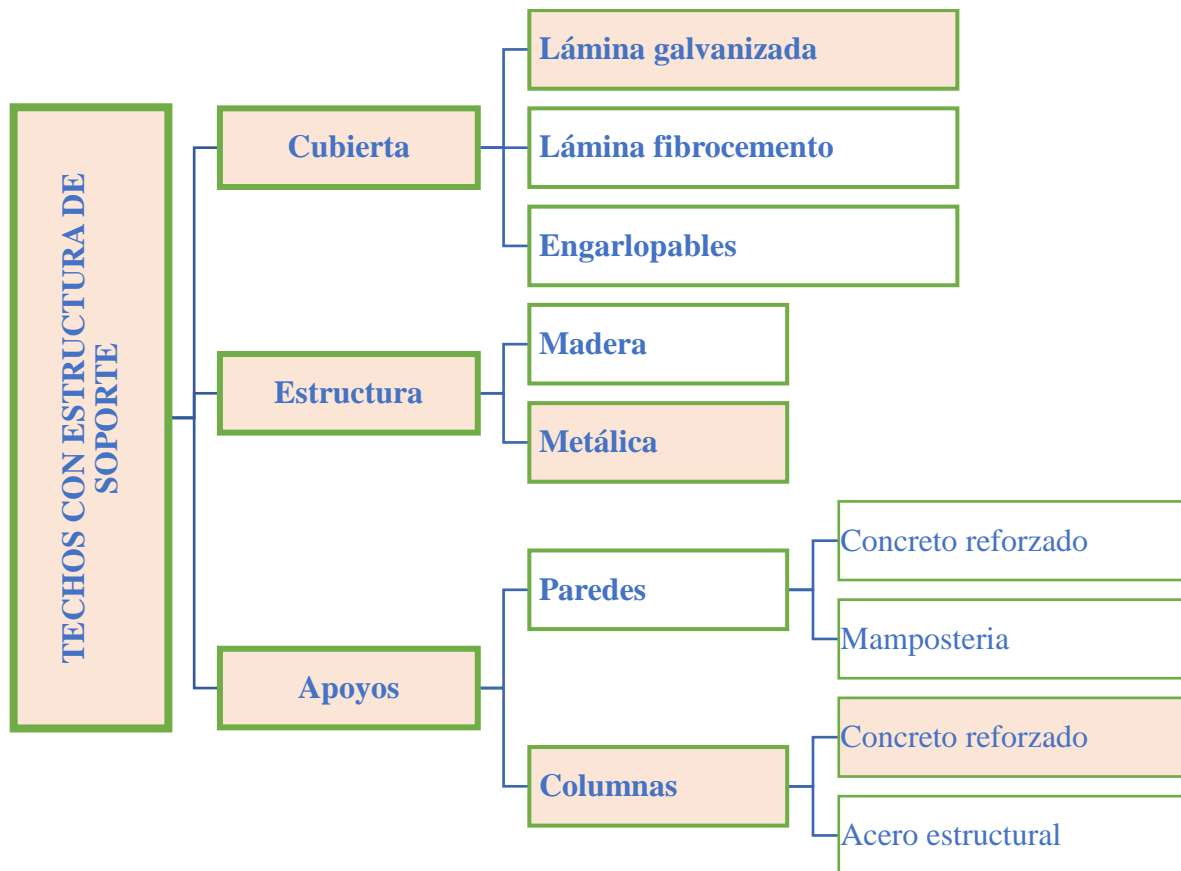 TECHOS CON ESTRUCTURA DE
SOPORTE
Cubierta
Lámina galvanizada
Lámina fibrocemento
Engarlopables
Estructura
Madera
Metálica
Apoyos
Paredes
Concreto reforzado
Mamposteria
Columnas
Concreto reforzado
Acero estructural